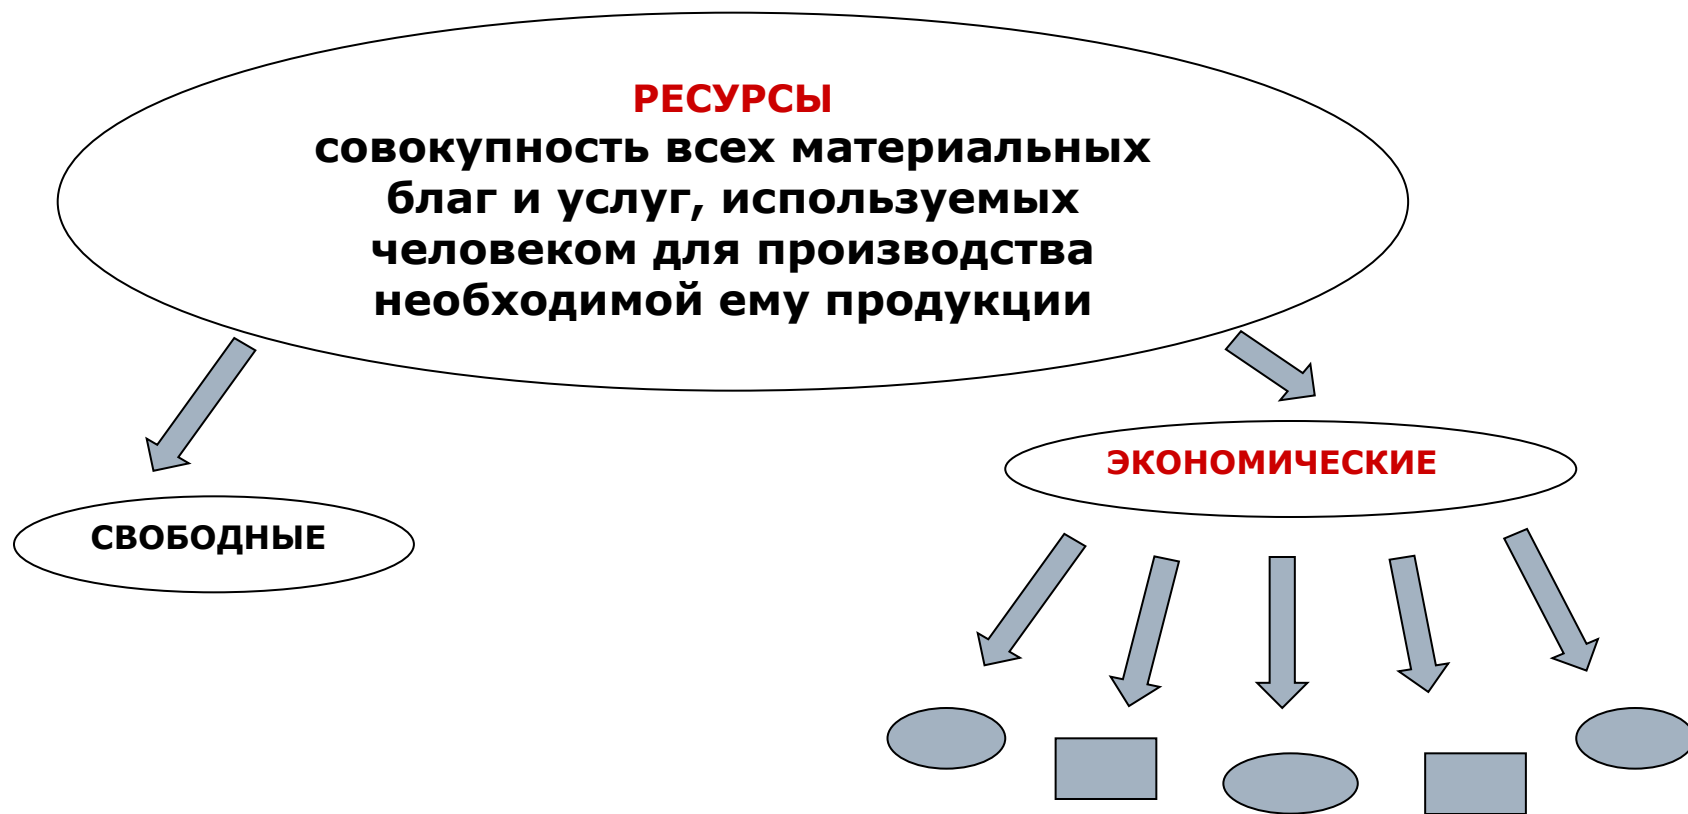 РЕСУРСЫ
совокупность всех материальных
благ и услуг, используемых
человеком для производства
необходимой ему продукции
ЭКОНОМИЧЕСКИЕ
СВОБОДНЫЕ